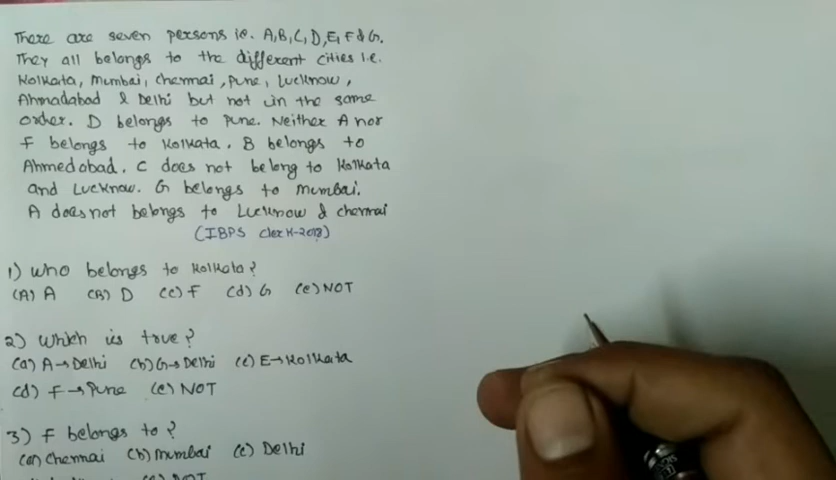 There are seven persons ie. A,B,C,D,E,F & G.
They all belongs to the different cities i.e.
Kolkata, Mumbai, Chennai, Pune, Lucknow,
Ahmadabad & Delhi but not in the same
order. D belongs to Pune. Neither A nor
F belongs to Kolkata. B belongs to
Ahmedobad. C does not belong to Kolkata
and Lucknow. G belongs to Mumbai.
A does not belongs to Lucknow & Chennai
(IBPS Clerk-2018)
1) Who belongs to Kolkata?
(A) A (B) D (c) F (d) G (e) NOT
2) Which is true?
(a) A→Delhi (b) G→Delhi (c) E→Kolkata
(d) F→Pune (e) NOT
3) F belongs to?
(a) Chennai (b) Mumbai (c) Delhi